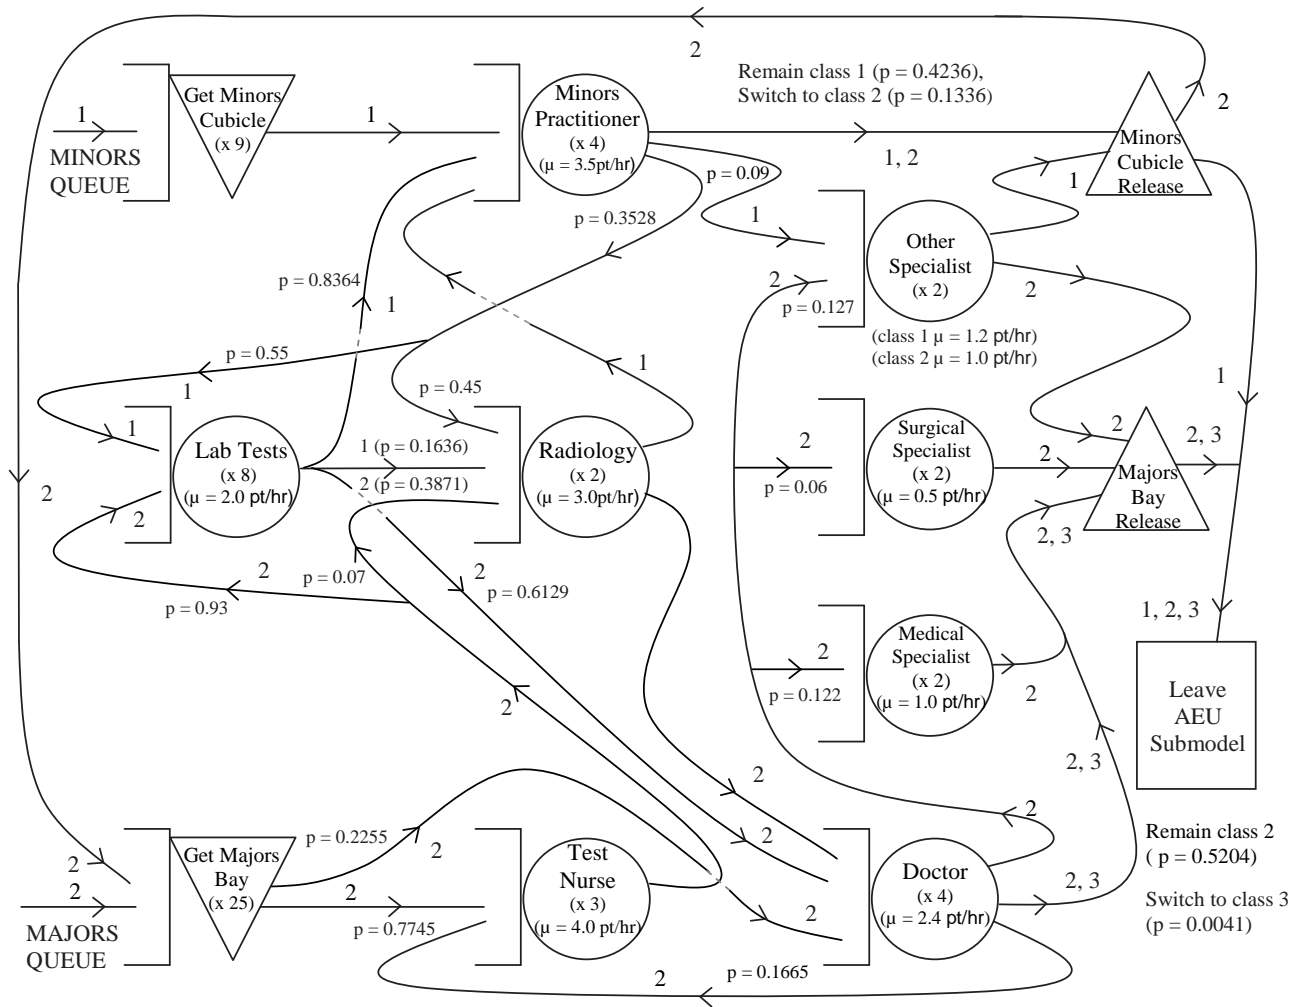 2
Remain class 1 (p = 0.4236),
Switch to class 2 (p = 0.1336)
1
MINORS
QUEUE
Get Minors
Cubicle
(x 9)
1
Minors
Practitioner
(x 4)
(μ = 3.5pt/hr)
1, 2
2
Minors
Cubicle
Release
p = 0.09
1
1
p = 0.3528
Other
Specialist
(x 2)
2
p = 0.127
2
(class 1 μ = 1.2 pt/hr)
(class 2 μ = 1.0 pt/hr)
p = 0.8364
1
p = 0.55
1
p = 0.45
1
1
1
Lab Tests
(x 8)
(μ = 2.0 pt/hr)
1 (p = 0.1636)
2 (p = 0.3871)
Radiology
(x 2)
(μ = 3.0pt/hr)
2
p = 0.06
Surgical
Specialist
(x 2)
(μ = 0.5 pt/hr)
2
2
2, 3
Majors
Bay
Release
2, 3
2
2
2
p = 0.07
p = 0.93
2
p = 0.6129
1, 2, 3
2
p = 0.122
Medical
Specialist
(x 2)
(μ = 1.0 pt/hr)
2
Leave
AEU
Submodel
2
2, 3
2
2
2
p = 0.2255
2
Remain class 2
( p = 0.5204)
Switch to class 3
(p = 0.0041)
2
2
MAJORS
QUEUE
Get Majors
Bay
(x 25)
2
p = 0.7745
Test
Nurse
(x 3)
(μ = 4.0 pt/hr)
2
Doctor
(x 4)
(μ = 2.4 pt/hr)
2, 3
2
p = 0.1665